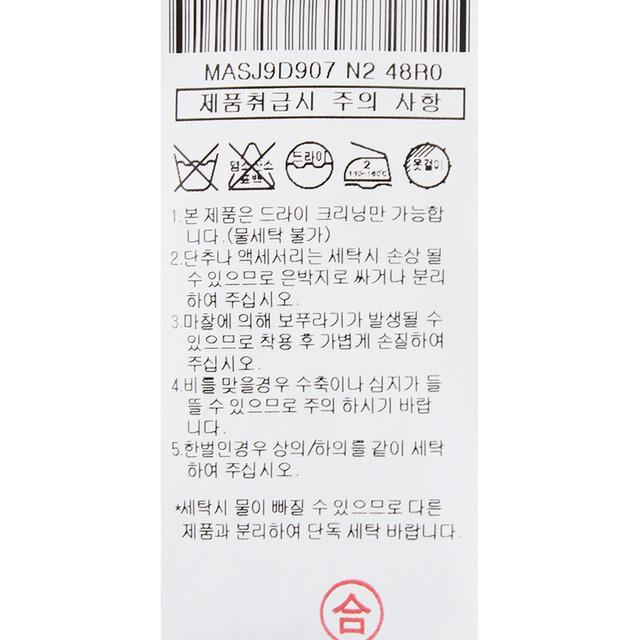 MASJ9D907 N2 48R0
제품취급시 주의 사항
염소산소 표백
드라이
2
110~160℃
옷걸이
1.본 제품은 드라이 크리닝만 가능합
니다.(물세탁 불가)
2.단추나 액세서리는 세탁시 손상 될
수 있으므로 은박지로 싸거나 분리
하여 주십시오.
3.마찰에 의해 보푸라기가 발생될 수
있으므로 착용 후 가볍게 손질하여
주십시오.
4.비를 맞을경우 수축이나 심지가 들
뜰 수 있으므로 주의 하시기 바랍
니다.
5.한벌인경우 상의/하의를 같이 세탁
하여 주십시오.
*세탁시 물이 빠질 수 있으므로 다른
제품과 분리하여 단독 세탁 바랍니다.
合